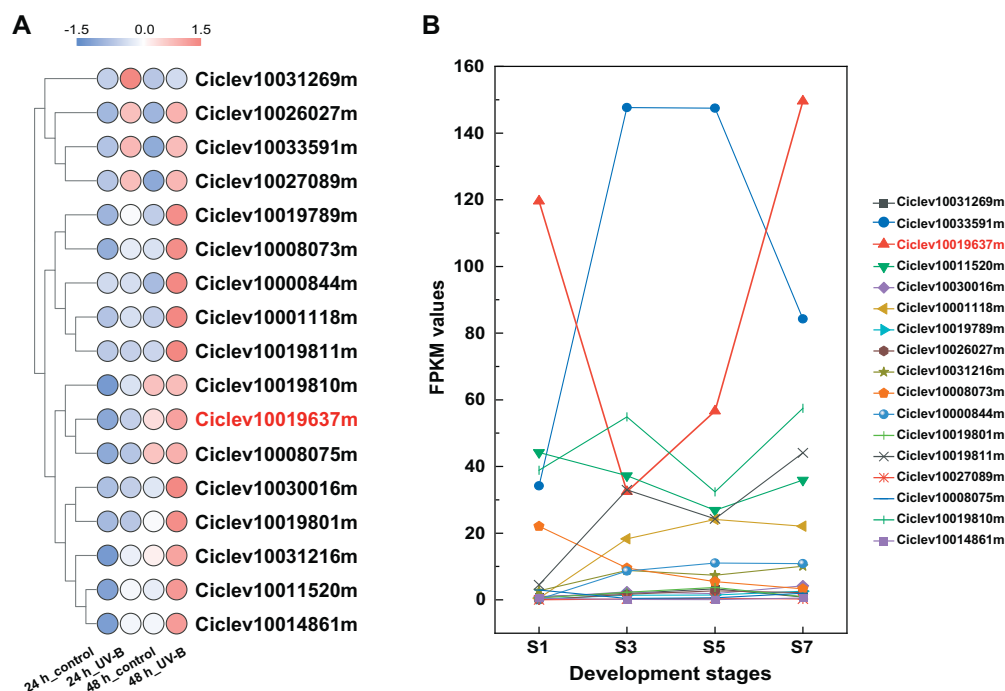 A
-1.5 0.0 1.5
Ciclev10031269m
Ciclev10026027m
Ciclev10033591m
Ciclev10027089m
Ciclev10019789m
Ciclev10008073m
Ciclev10000844m
Ciclev10001118m
Ciclev10019811m
Ciclev10019810m
Ciclev10019637m
Ciclev10008075m
Ciclev10030016m
Ciclev10019801m
Ciclev10031216m
Ciclev10011520m
Ciclev10014861m
24 h_control
24 h_UV-B
48 h_control
48 h_UV-B
B
FPKM values
160
140
120
100
80
60
40
20
0
S1 S3 S5 S7
Development stages
Ciclev10031269m
Ciclev10033591m
Ciclev10019637m
Ciclev10011520m
Ciclev10030016m
Ciclev10001118m
Ciclev10019789m
Ciclev10026027m
Ciclev10031216m
Ciclev10008073m
Ciclev10000844m
Ciclev10019801m
Ciclev10019811m
Ciclev10027089m
Ciclev10008075m
Ciclev10019810m
Ciclev10014861m